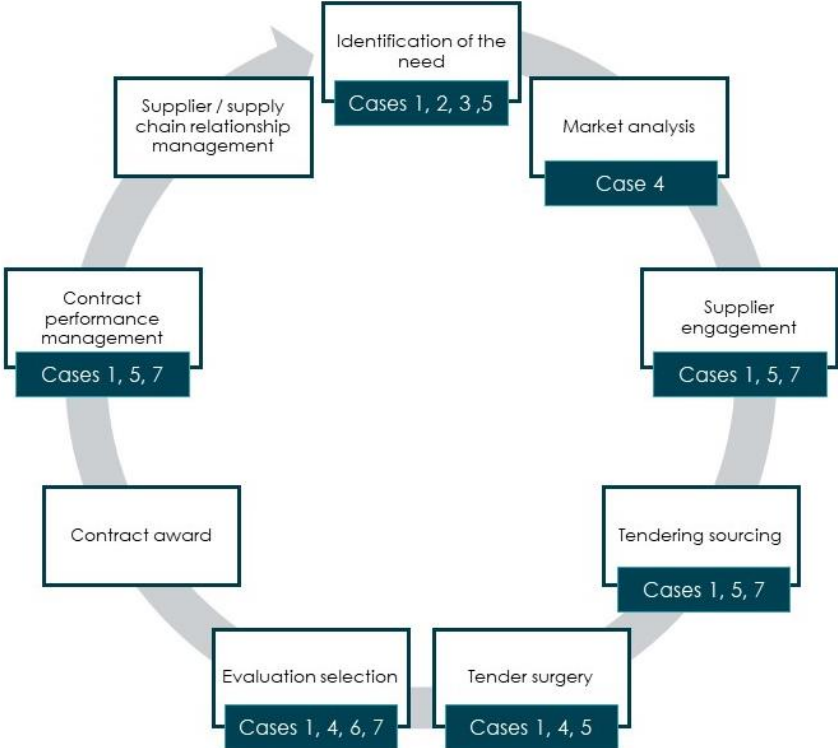 Identification of the
need
Cases 1, 2, 3 ,5
Market analysis
Case 4
Supplier
engagement
Cases 1, 5, 7
Tendering sourcing
Cases 1, 5, 7
Tender surgery
Cases 1, 4, 5
Evaluation selection
Cases 1, 4, 6, 7
Contract award
Contract
performance
management
Cases 1, 5, 7
Supplier / supply
chain relationship
management